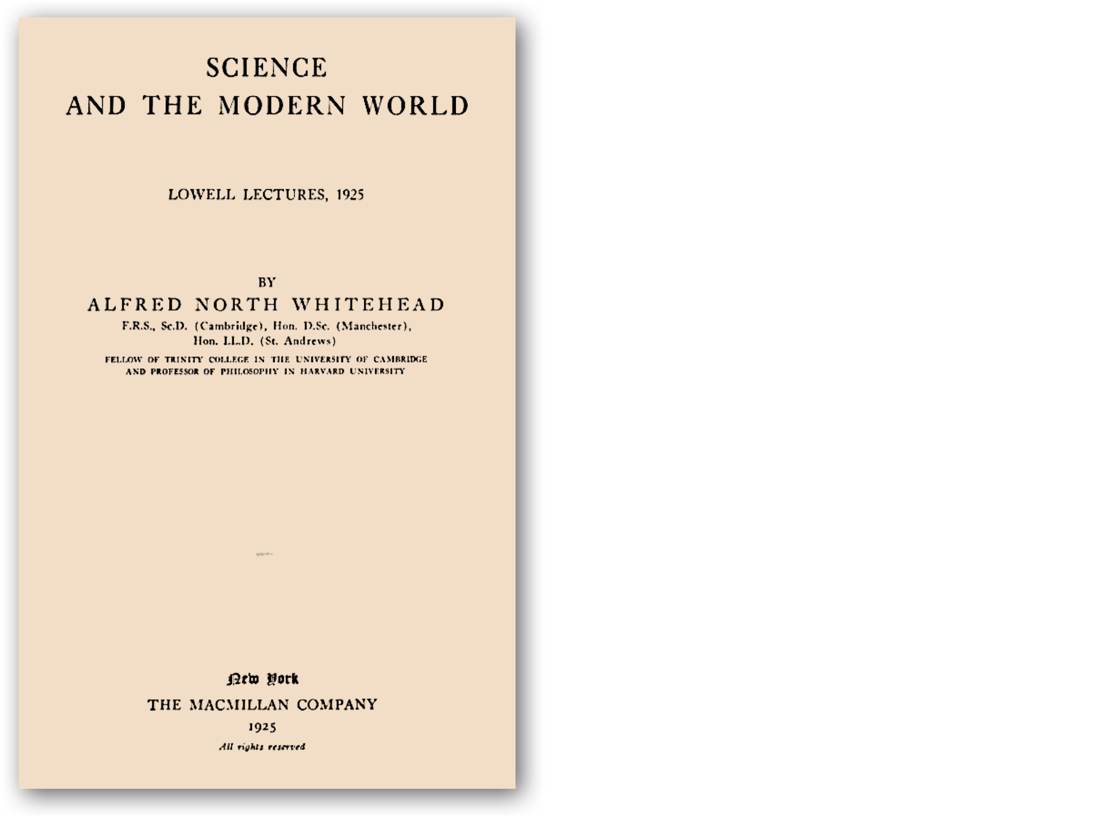 SCIENCE
AND THE MODERN WORLD
LOWELL LECTURES, 1925
BY
ALFRED NORTH WHITEHEAD
F.R.S., Sc.D. (Cambridge), Hon. D.Sc. (Manchester),
Hon. LL.D. (St. Andrews)
FELLOW OF TRINITY COLLEGE IN THE UNIVERSITY OF CAMBRIDGE
AND PROFESSOR OF PHILOSOPHY IN HARVARD UNIVERSITY
New York
THE MACMILLAN COMPANY
1925
All rights reserved